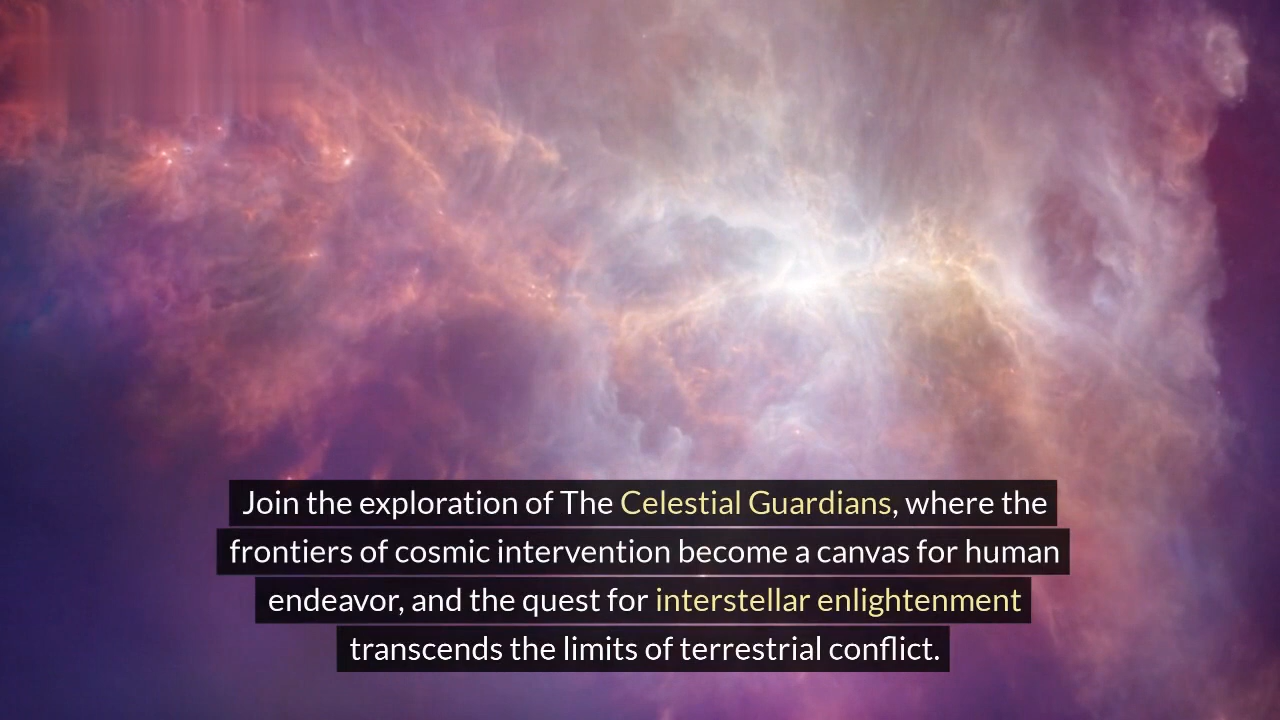 Join the exploration of The Celestial Guardians, where the
frontiers of cosmic intervention become a canvas for human
endeavor, and the quest for interstellar enlightenment
transcends the limits of terrestrial conflict.